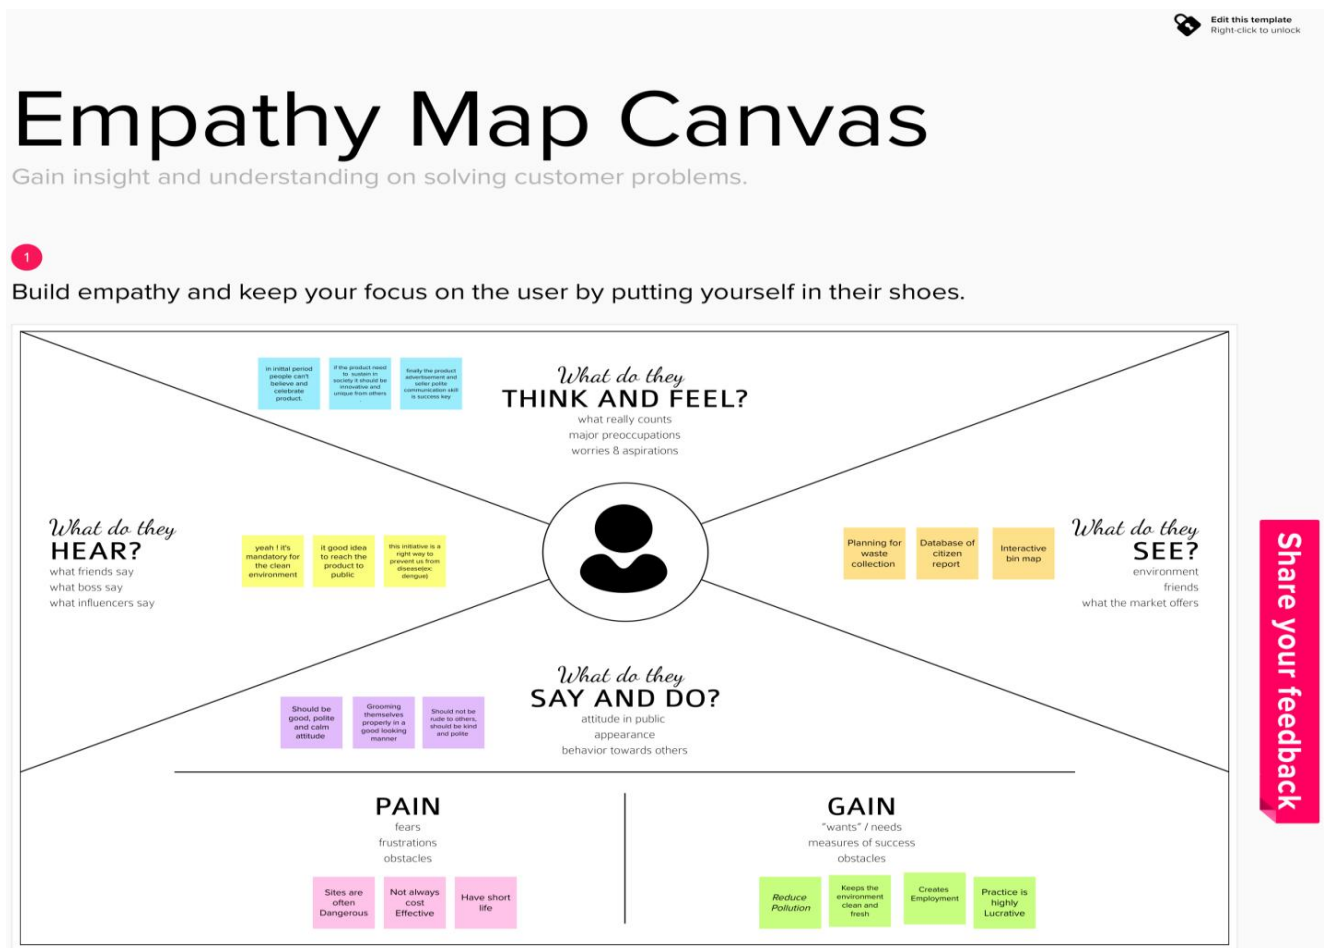 Edit this template
Right-click to unlock
Empathy Map Canvas
Gain insight and understanding on solving customer problems.
1
Build empathy and keep your focus on the user by putting yourself in their shoes.
in initial period
people can't
believe and
celebrate
product.
if the product need
to sustain in
society it should be
innovative and
unique from others
.
finally the product
advertisement and
seller polite
communication skill
is success key
What do they
THINK AND FEEL?
what really counts
major preoccupations
worries & aspirations
What do they
HEAR?
what friends say
what boss say
what influencers say
yeah ! it's
mandatory for
the clean
environment
it good idea
to reach the
product to
public
this initiative is a
right way to
prevent us from
disease(ex:
dengue)
Planning for
waste
collection
Database of
citizen
report
Interactive
bin map
What do they
SEE?
environment
friends
what the market offers
What do they
SAY AND DO?
attitude in public
appearance
behavior towards others
Should be
good, polite
and calm
attitude
Grooming
themselves
properly in a
good looking
manner
Should not be
rude to others,
should be kind
and polite
PAIN
fears
frustrations
obstacles
Sites are
often
Dangerous
Not always
cost
Effective
Have short
life
GAIN
"wants" / needs
measures of success
obstacles
Reduce
Pollution
Keeps the
environment
clean and
fresh
Creates
Employment
Practice is
highly
Lucrative
Share your feedback